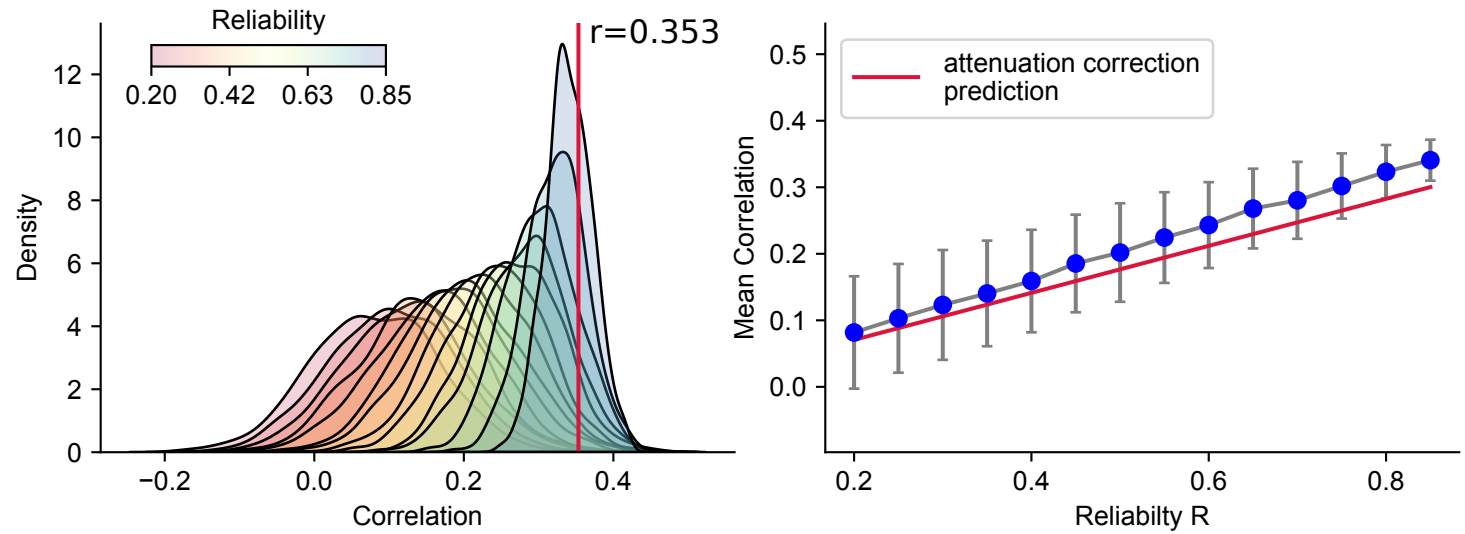 Reliability
0.20 0.42 0.63 0.85
r=0.353
12
10
8
6
4
2
0
Density
−0.2 0.0 0.2 0.4
Correlation
attenuation correction
prediction
0.5
0.4
0.3
0.2
0.1
0.0
Mean Correlation
0.2 0.4 0.6 0.8
Reliabilty R